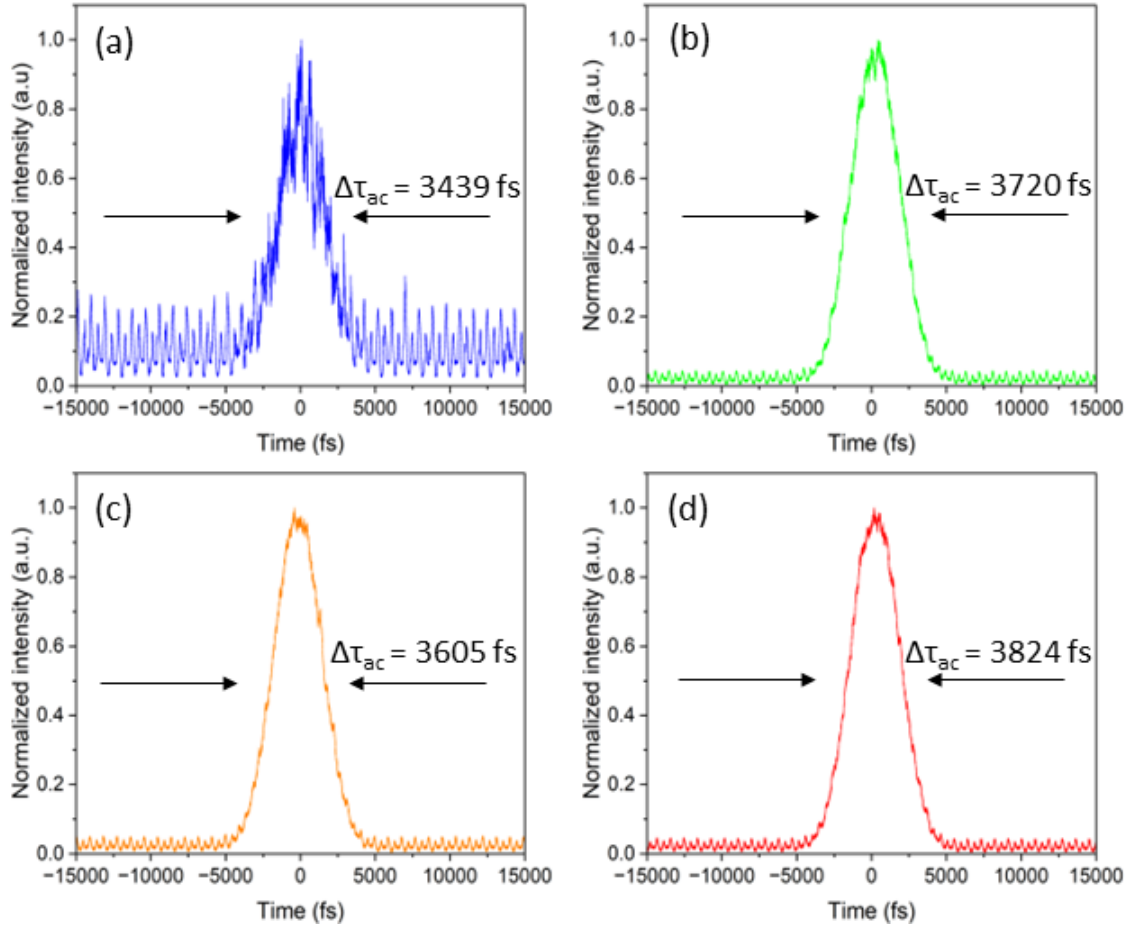 (a)
Normalized intensity (a.u)
1.0
0.8
0.6
0.4
0.2
0.0
Δτac = 3439 fs
−15000 −10000 −5000 0 5000 10000 15000
Time (fs)
(b)
Normalized intensity (a.u.)
1.0
0.8
0.6
0.4
0.2
0.0
Δτac = 3720 fs
−15000 −10000 −5000 0 5000 10000 15000
Time (fs)
(c)
Normalized intensity (a.u.)
1.0
0.8
0.6
0.4
0.2
0.0
Δτac = 3605 fs
−15000 −10000 −5000 0 5000 10000 15000
Time (fs)
(d)
Normalized intensity (a.u.)
1.0
0.8
0.6
0.4
0.2
0.0
Δτac = 3824 fs
−15000 −10000 −5000 0 5000 10000 15000
Time (fs)